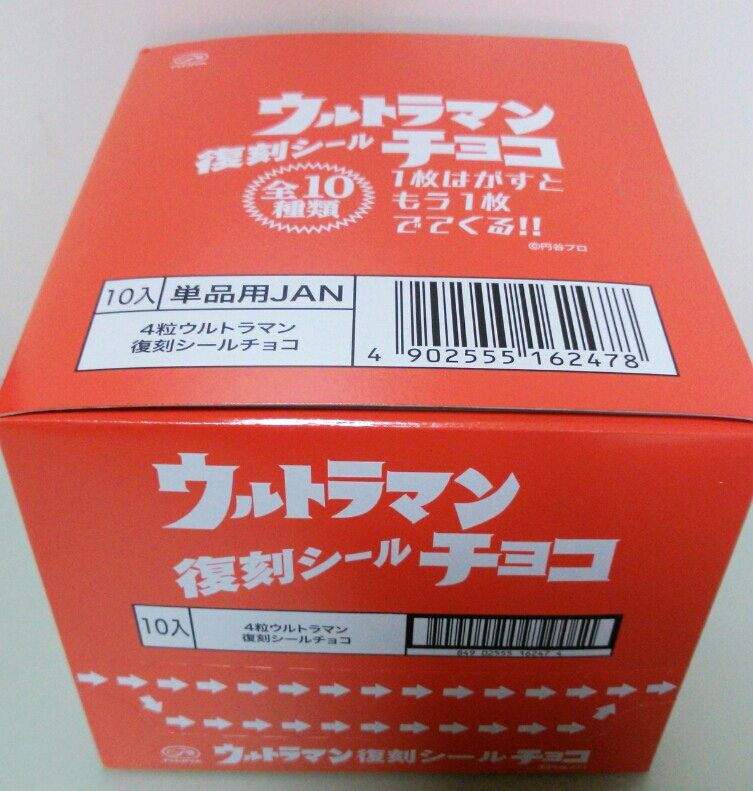 ウルトラマン
復刻シール チョコ
全10
種類
1枚はがすと
もう1枚
でてくる!!
©円谷プロ
10入 単品用JAN
4粒ウルトラマン
復刻シールチョコ
4 902555 162478
ウルトラマン
復刻シール チョコ
10入
4粒ウルトラマン
復刻シールチョコ
849 02555 16247 4
ウルトラマン復刻シールチョコ